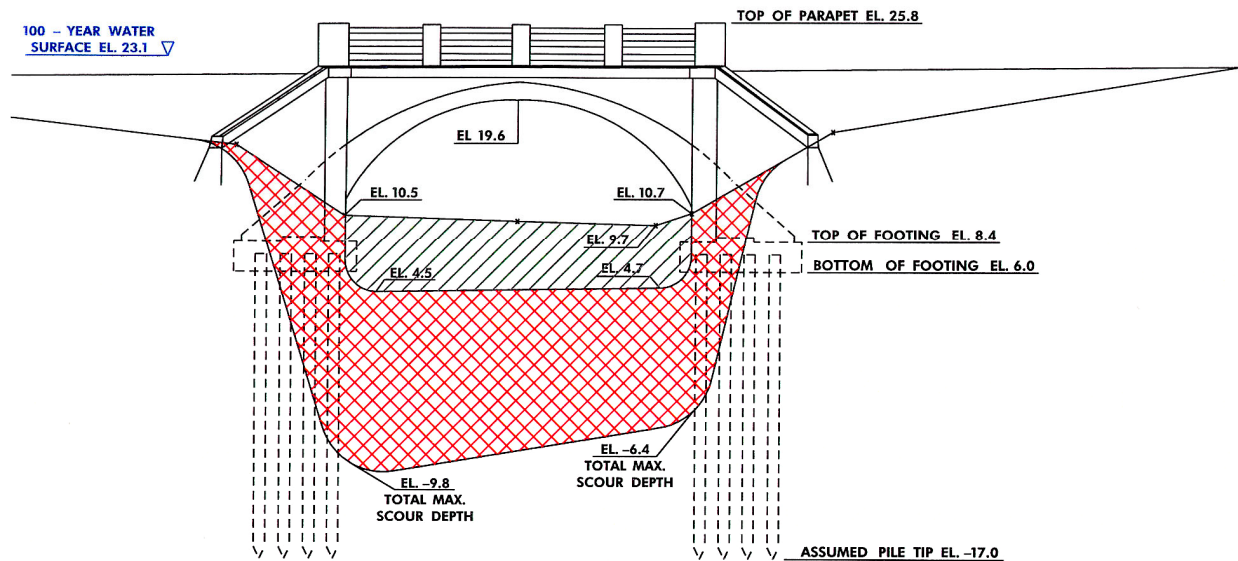 TOP OF PARAPET EL. 25.8
100 – YEAR WATER
SURFACE EL. 23.1
EL 19.6
EL. 10.5
EL. 10.7
EL. 9.7
TOP OF FOOTING EL. 8.4
BOTTOM OF FOOTING EL. 6.0
EL. 4.5
EL. 4.7
EL. –6.4
TOTAL MAX.
SCOUR DEPTH
EL. –9.8
TOTAL MAX.
SCOUR DEPTH
ASSUMED PILE TIP EL. –17.0